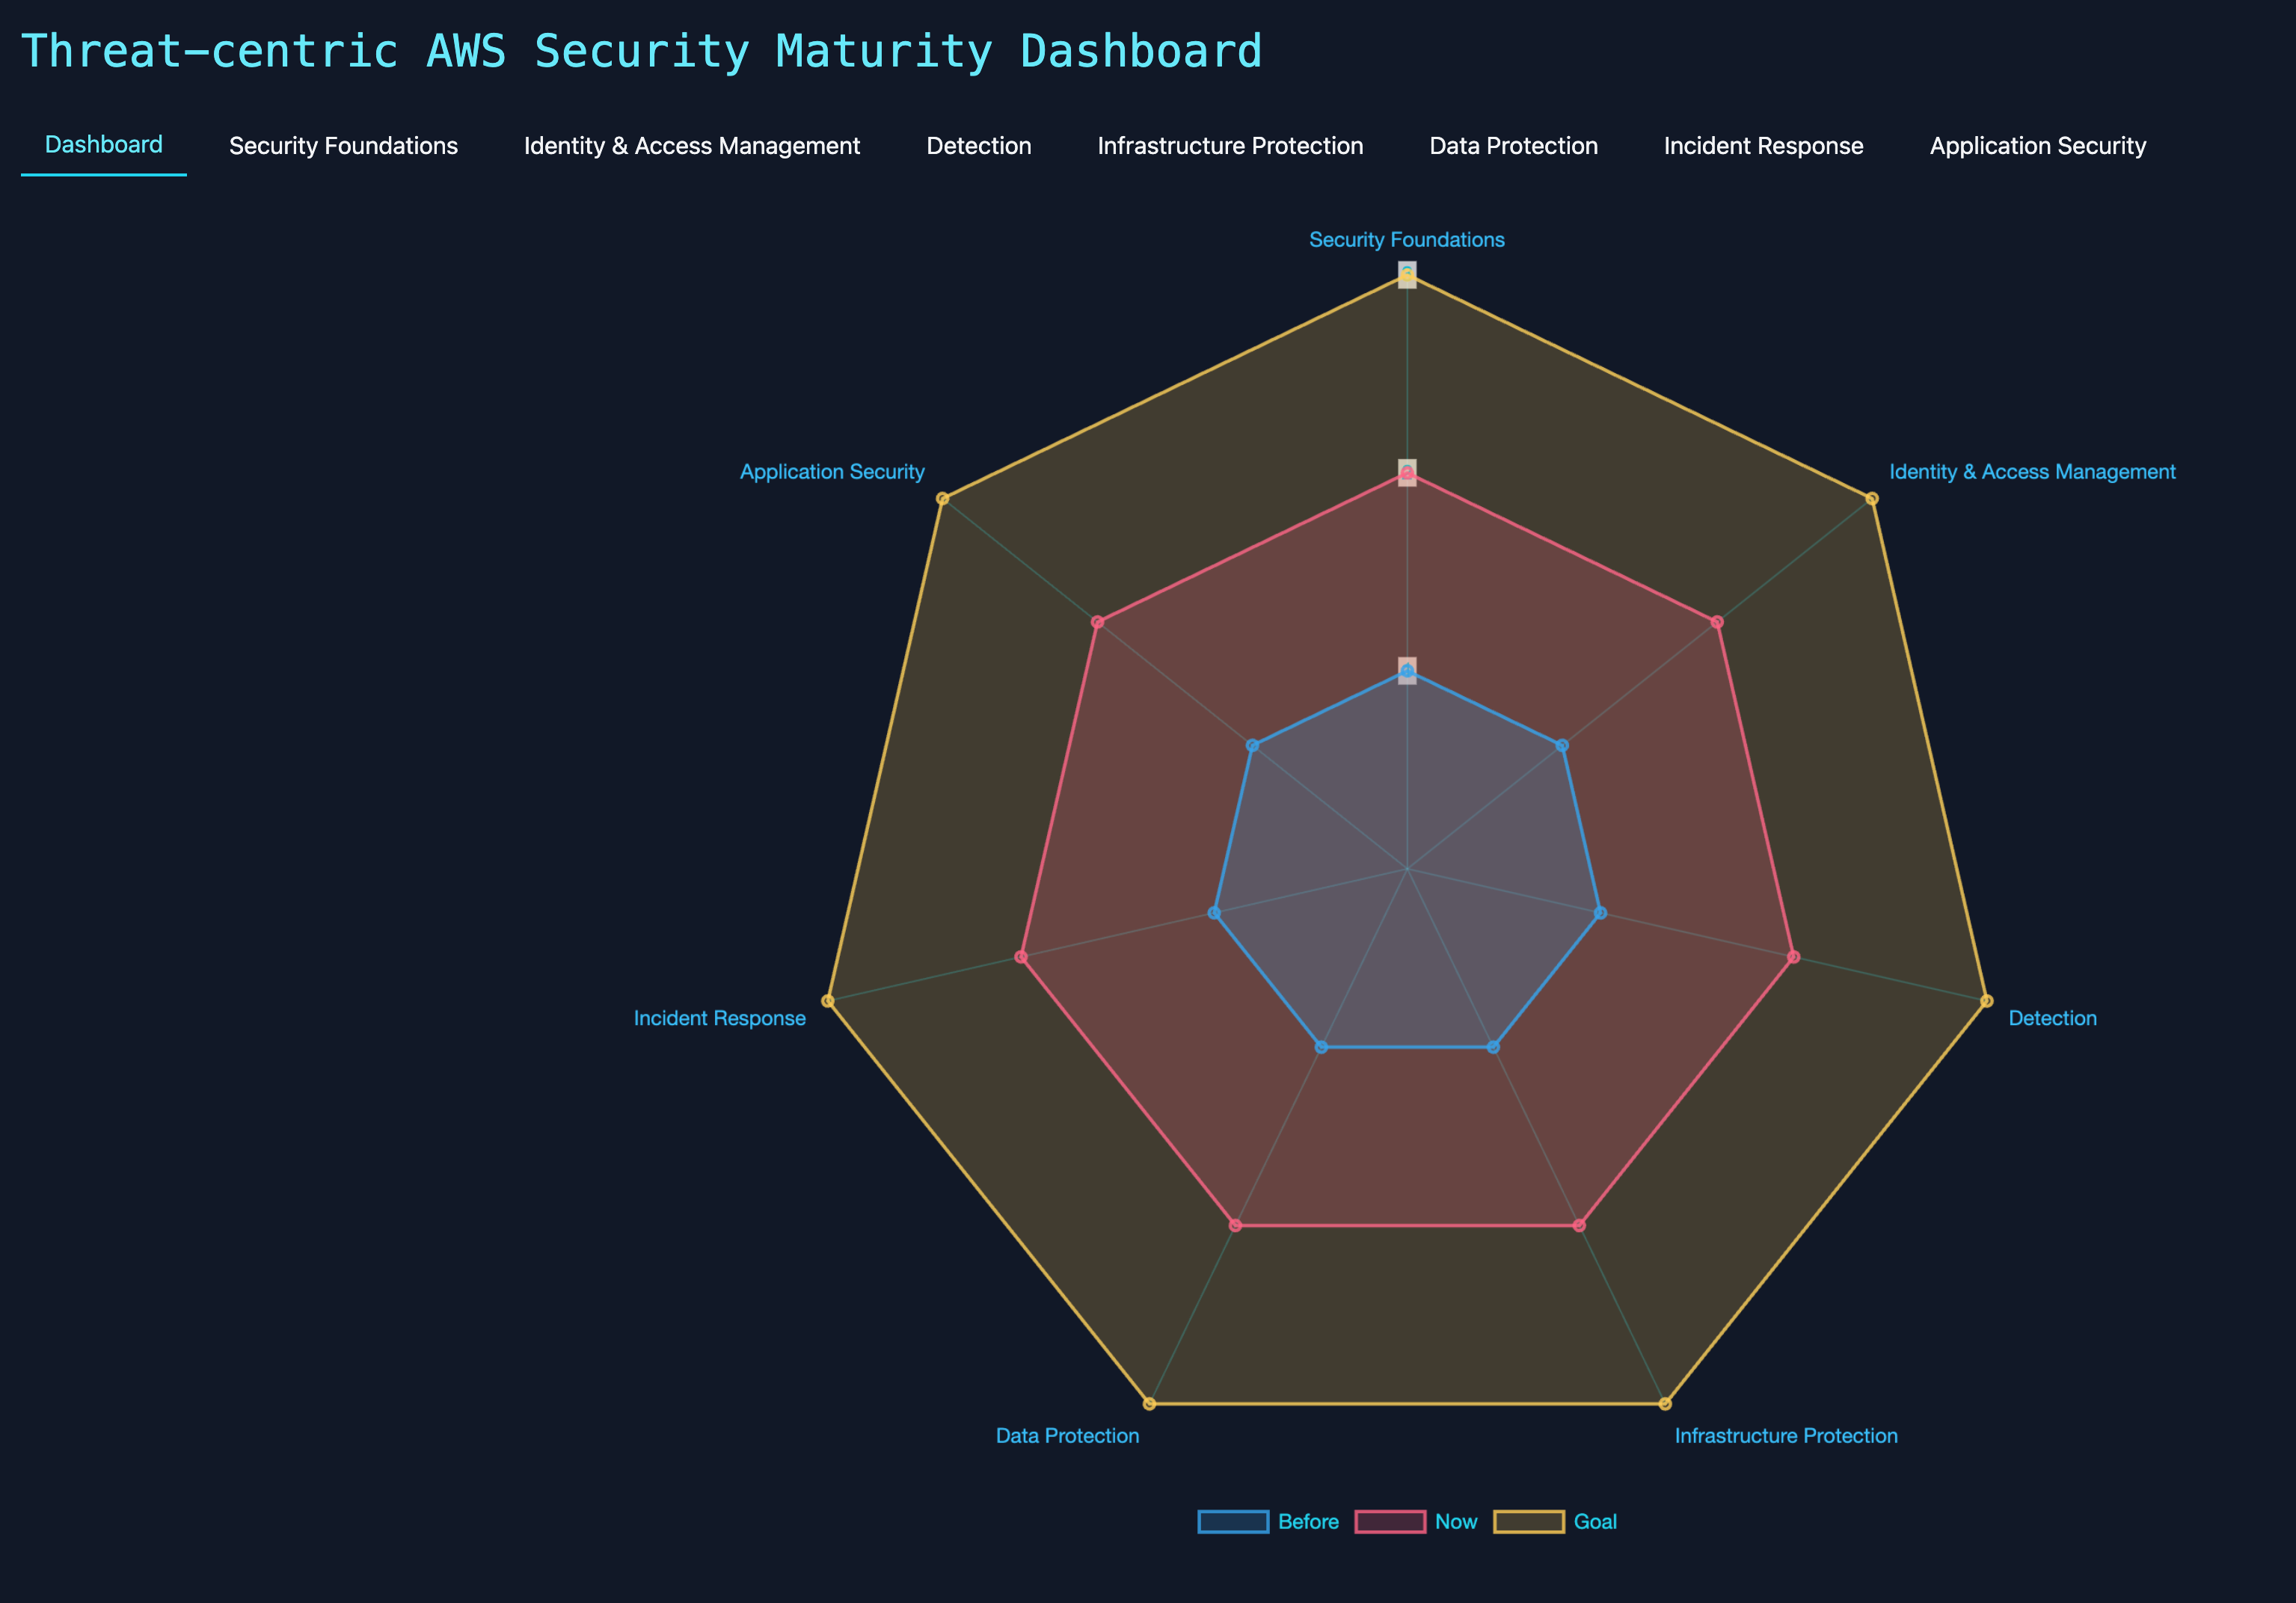 Threat-centric AWS Security Maturity Dashboard
Dashboard Security Foundations Identity & Access Management Detection Infrastructure Protection Data Protection Incident Response Application Security
Security Foundations
Application Security
Identity & Access Management
Incident Response
Detection
Data Protection
Infrastructure Protection
Before Now Goal